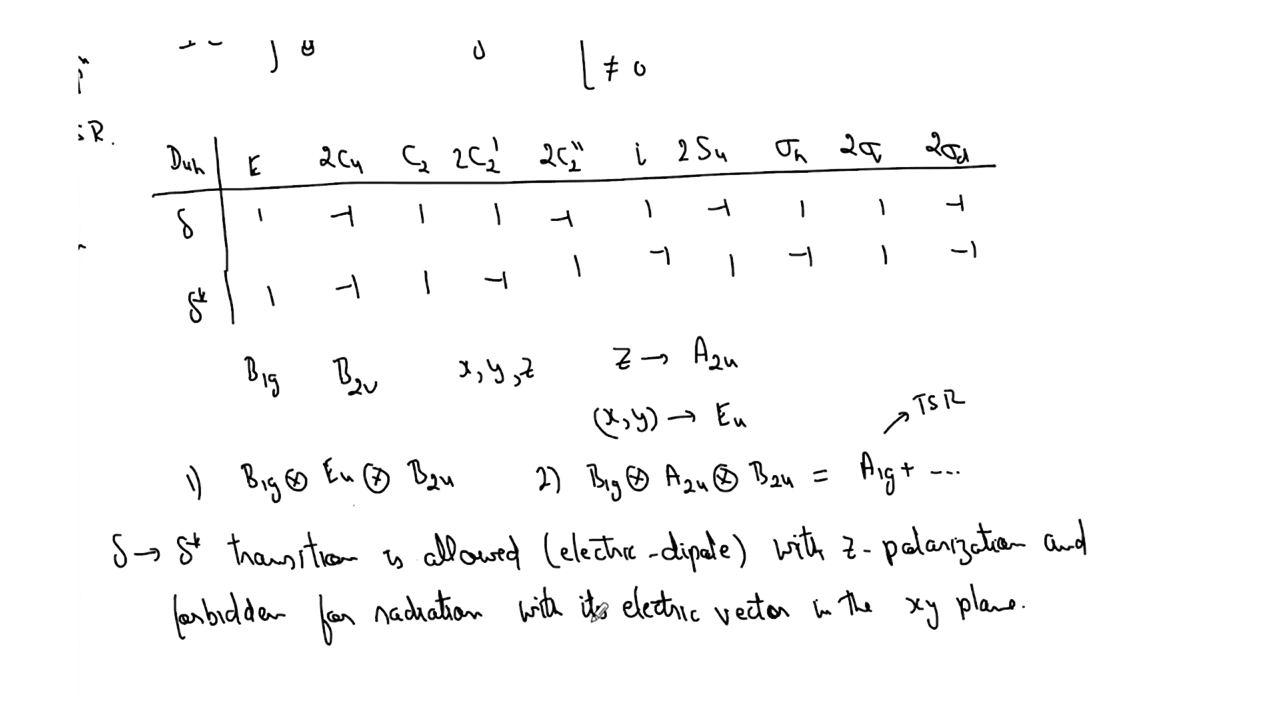 ≠ 0
D4h | E 2C4 C2 2C2' 2C2'' i 2S4 σh 2σv 2σd
δ | 1 -1 1 1 -1 1 -1 1 1 -1
δ* | 1 -1 1 -1 1 -1 1 -1 1 -1
B1g B2u x,y,z z → A2u
(x,y) → Eu
TSR
1) B1g ⊗ Eu ⊗ B2u 2) B1g ⊗ A2u ⊗ B2u = A1g + ...
δ → δ* transition is allowed (electric-dipole) with z-polarization and
forbidden for radiation with its electric vector in the xy plane.